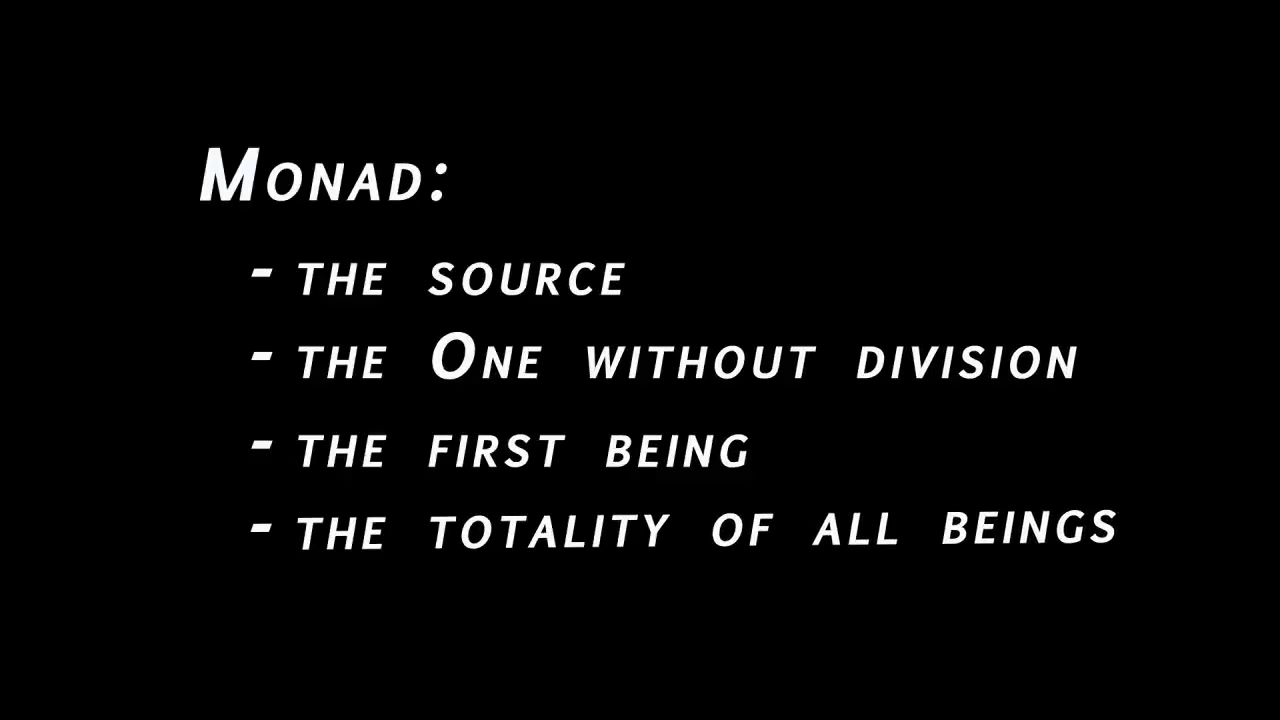 Monad:
- the source
- the One without division
- the first being
- the totality of all beings